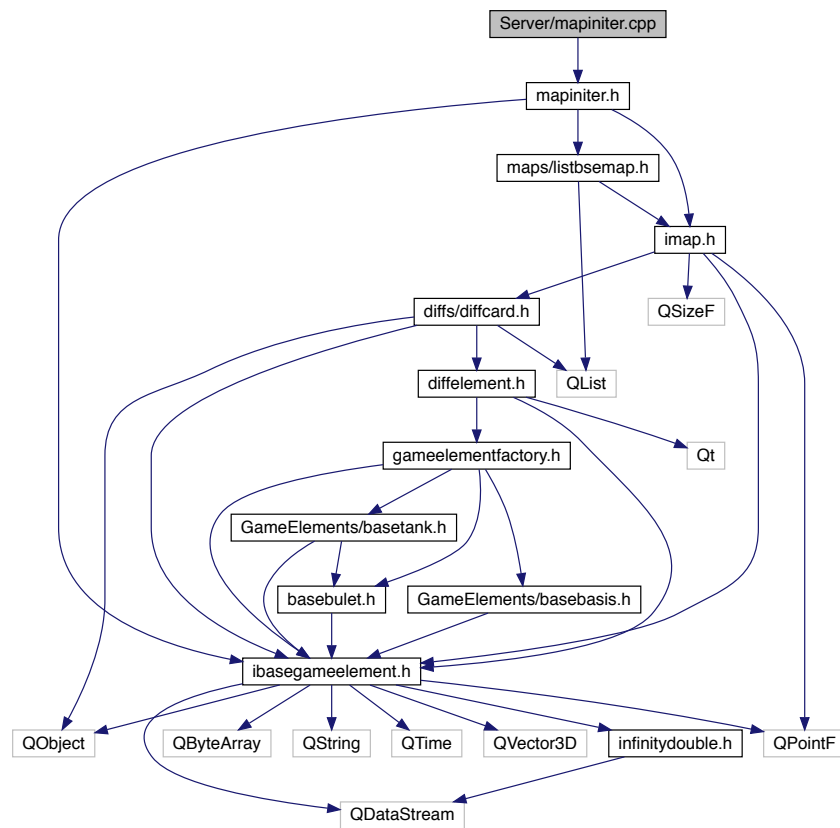 Server/mapiniter.cpp
mapiniter.h
maps/listbsemap.h
imap.h
diffs/diffcard.h
QSizeF
diffelement.h
QList
gameelementfactory.h
Qt
GameElements/basetank.h
basebulet.h
GameElements/basebasis.h
ibasegameelement.h
QObject
QByteArray
QString
QTime
QVector3D
infinitydouble.h
QPointF
QDataStream